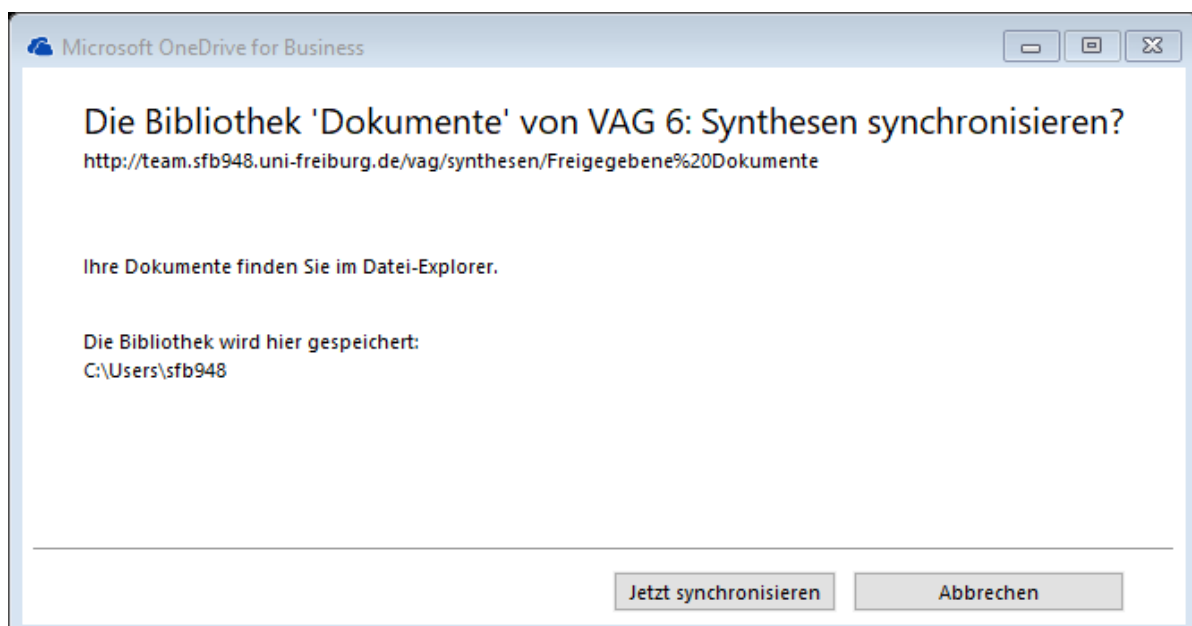 Microsoft OneDrive for Business
Die Bibliothek 'Dokumente' von VAG 6: Synthesen synchronisieren?
http://team.sfb948.uni-freiburg.de/vag/synthesen/Freigegebene%20Dokumente
Ihre Dokumente finden Sie im Datei-Explorer.
Die Bibliothek wird hier gespeichert:
C:\Users\sfb948
Jetzt synchronisieren
Abbrechen